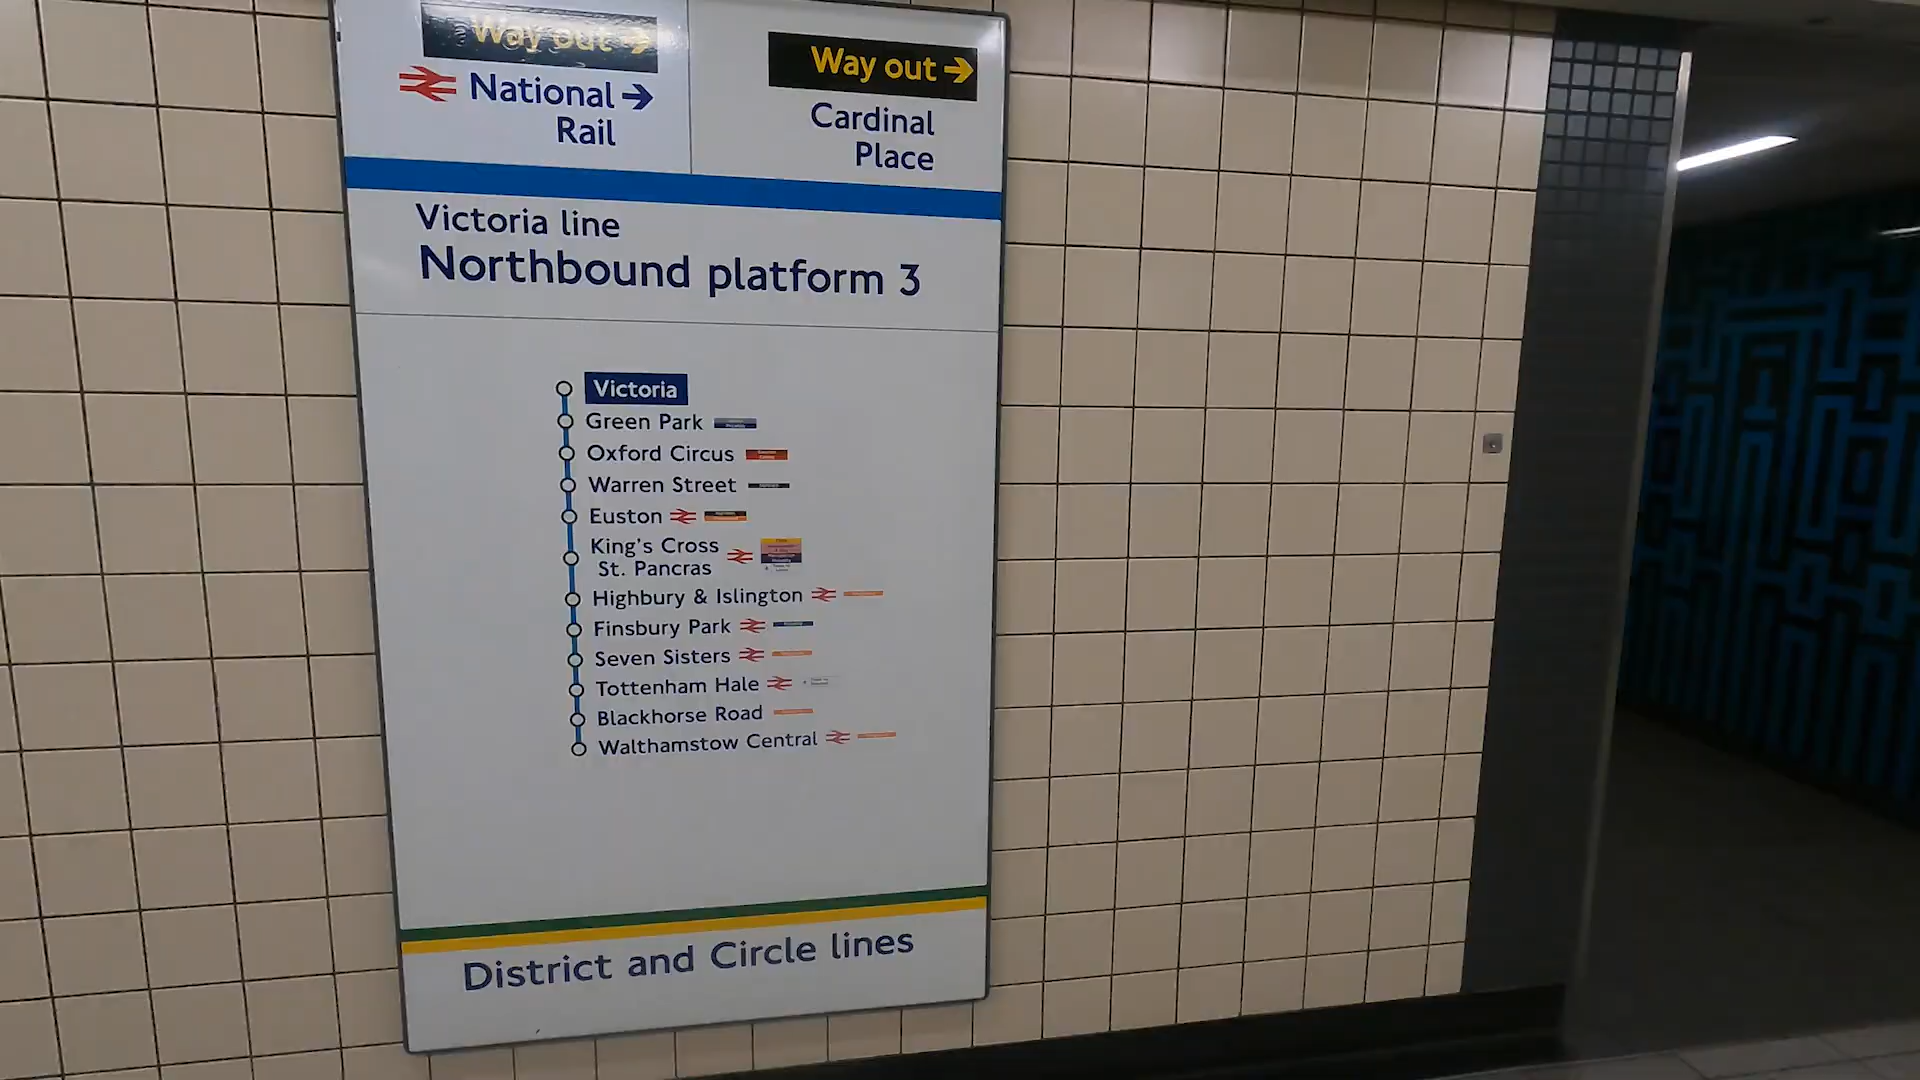 Way out →
National →
Rail
Way out →
Cardinal
Place
Victoria line
Northbound platform 3
Victoria
Green Park
Oxford Circus
Warren Street
Euston
King's Cross
St. Pancras
Highbury & Islington
Finsbury Park
Seven Sisters
Tottenham Hale
Blackhorse Road
Walthamstow Central
District and Circle lines